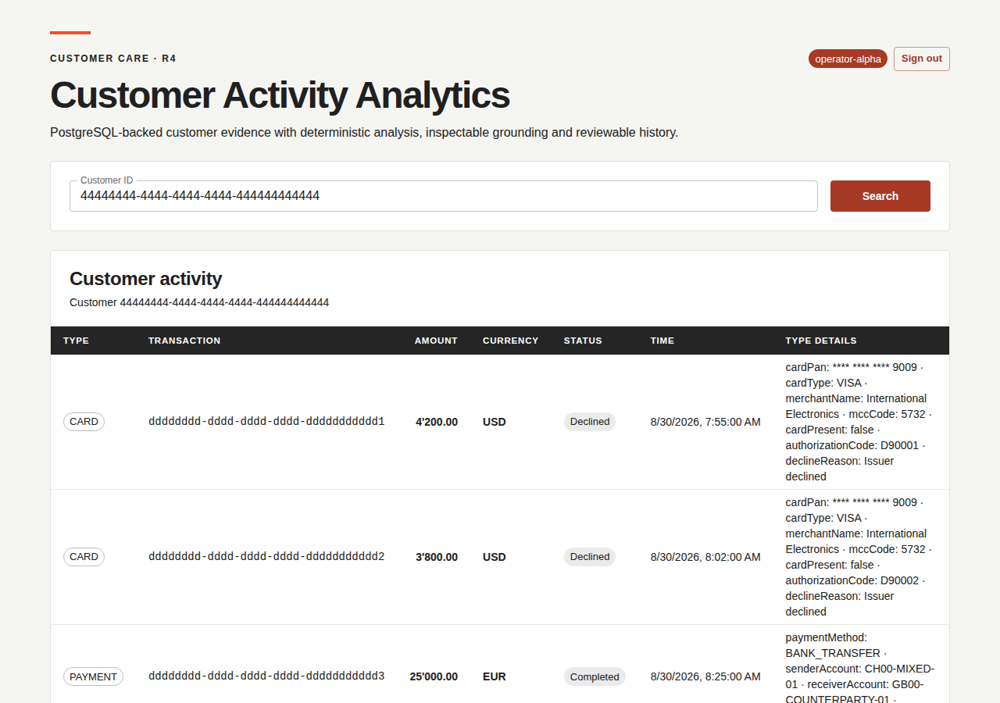 CUSTOMER CARE · R4
operator-alpha
Sign out
Customer Activity Analytics
PostgreSQL-backed customer evidence with deterministic analysis, inspectable grounding and reviewable history.
Customer ID
44444444-4444-4444-4444-444444444444
Search
Customer activity
Customer 44444444-4444-4444-4444-444444444444
TYPE TRANSACTION AMOUNT CURRENCY STATUS TIME TYPE DETAILS
CARD dddddddd-dddd-dddd-dddd-ddddddddddd1 4'200.00 USD Declined 8/30/2026, 7:55:00 AM
cardPan: **** **** **** 9009 ·
cardType: VISA ·
merchantName: International
Electronics · mccCode: 5732 ·
cardPresent: false ·
authorizationCode: D90001 ·
declineReason: Issuer
declined
CARD dddddddd-dddd-dddd-dddd-ddddddddddd2 3'800.00 USD Declined 8/30/2026, 8:02:00 AM
cardPan: **** **** **** 9009 ·
cardType: VISA ·
merchantName: International
Electronics · mccCode: 5732 ·
cardPresent: false ·
authorizationCode: D90002 ·
declineReason: Issuer
declined
PAYMENT dddddddd-dddd-dddd-dddd-ddddddddddd3 25'000.00 EUR Completed 8/30/2026, 8:25:00 AM
paymentMethod:
BANK_TRANSFER ·
senderAccount: CH00-MIXED-
01 · receiverAccount: GB00-
COUNTERPARTY-01 ·